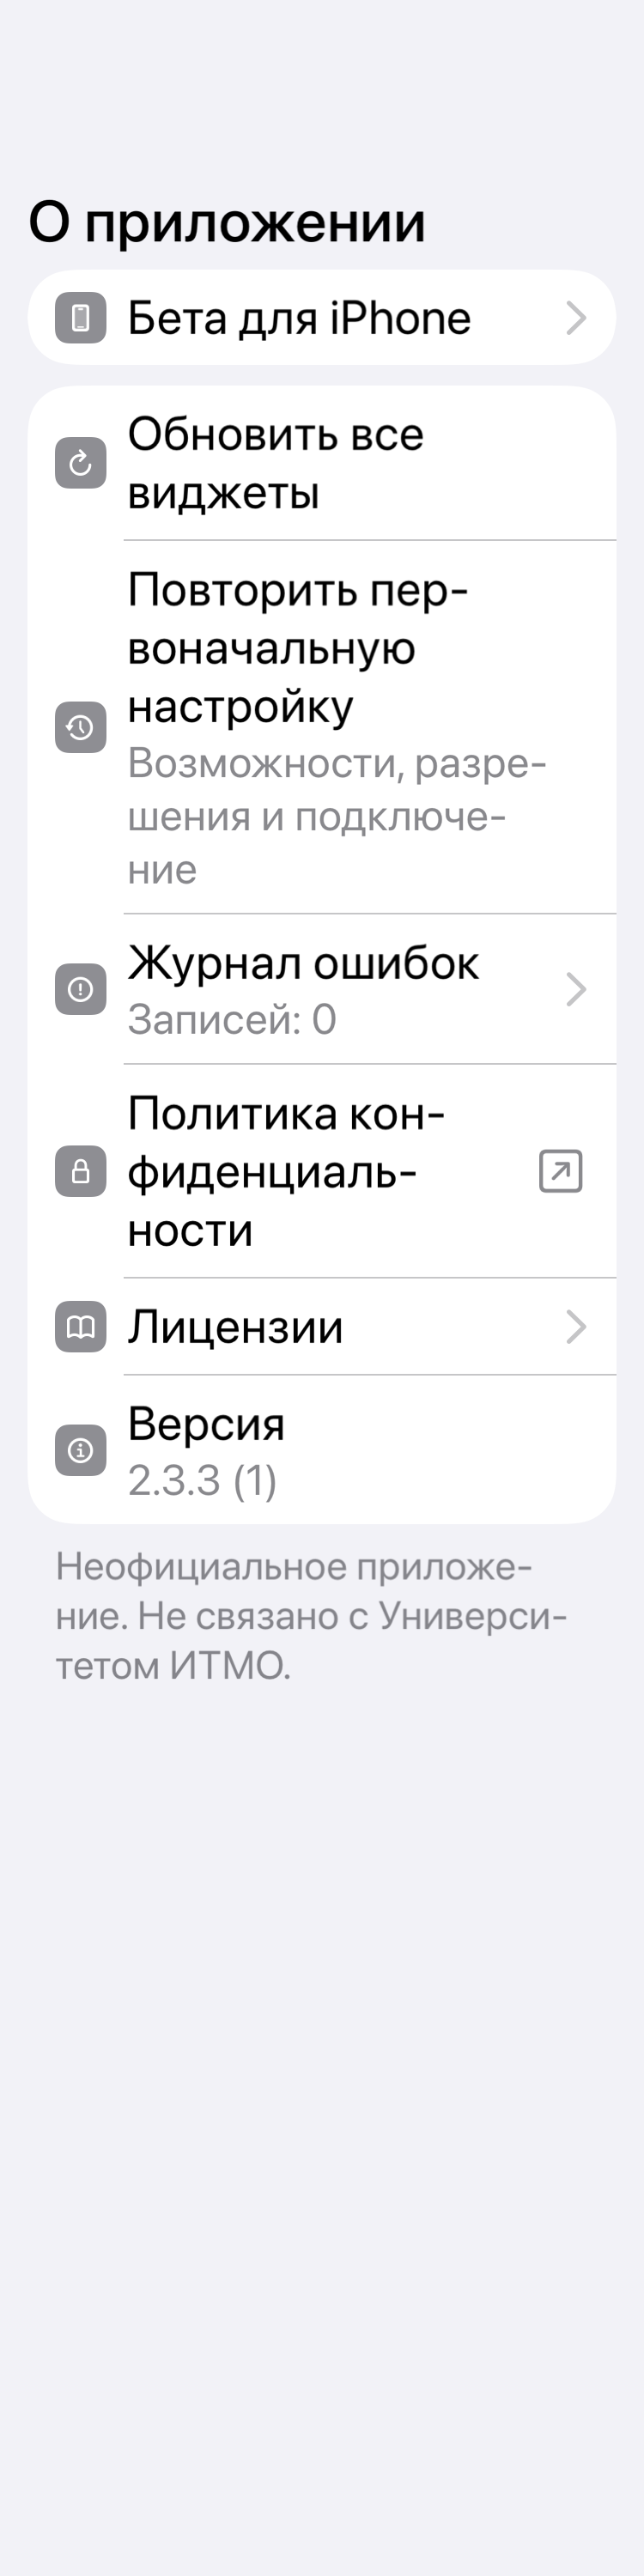 О приложении
Бета для iPhone
Обновить все
виджеты
Повторить пер-
воначальную
настройку
Возможности, разре-
шения и подключе-
ние
Журнал ошибок
Записей: 0
Политика кон-
фиденциаль-
ности
Лицензии
Версия
2.3.3 (1)
Неофициальное приложе-
ние. Не связано с Универси-
тетом ИТМО.